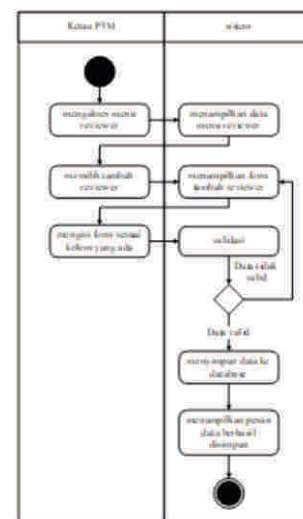 Ketua PTM
sistem
mengakses menu
reviewer
menampilkan data
menu reviewer
memilih tambah
reviewer
menampilkan form
tambah reviewer
mengisi form sesuai
kolom yang ada
validasi
Data tidak
valid
Data valid
menyimpan data ke
database
menampilkan pesan
data berhasil
disimpan